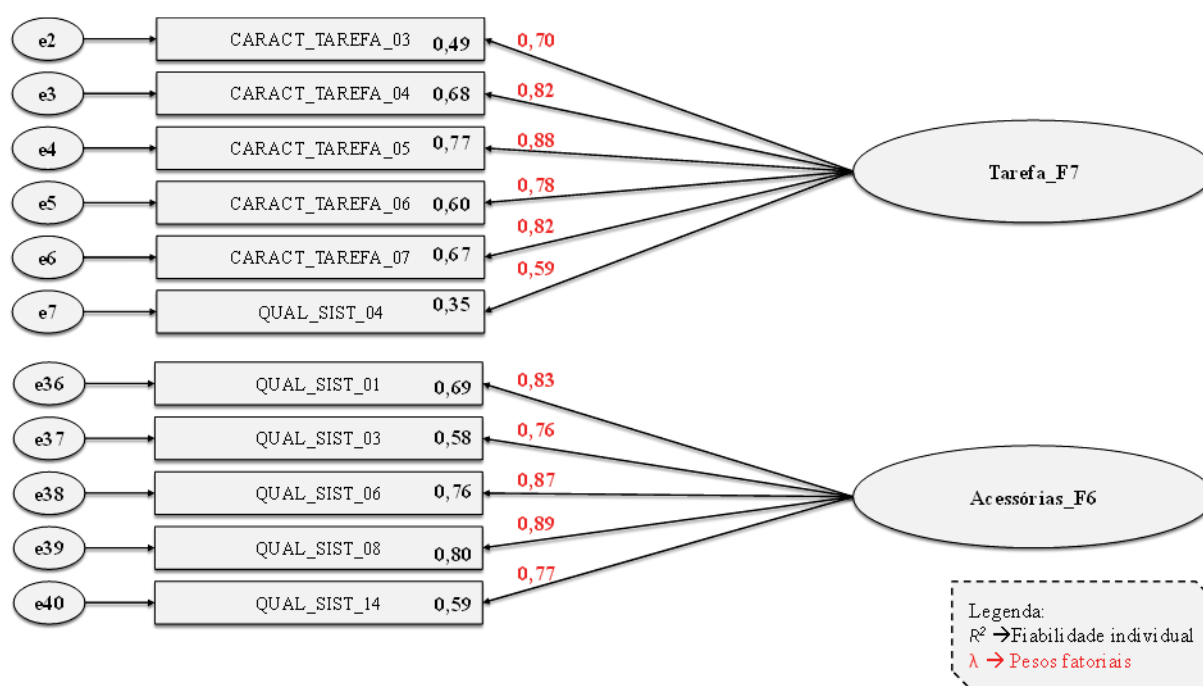 e2 CARACT_TAREFA_03 0,49 0,70
e3 CARACT_TAREFA_04 0,68 0,82
e4 CARACT_TAREFA_05 0,77 0,88
Tarefa_F7
e5 CARACT_TAREFA_06 0,60 0,78
e6 CARACT_TAREFA_07 0,67 0,82
e7 QUAL_SIST_04 0,35 0,59
e36 QUAL_SIST_01 0,69 0,83
e37 QUAL_SIST_03 0,58 0,76
e38 QUAL_SIST_06 0,76 0,87
Acessórias_F6
e39 QUAL_SIST_08 0,80 0,89
e40 QUAL_SIST_14 0,59 0,77
Legenda:
R² → Fiabilidade individual
λ → Pesos fatoriais